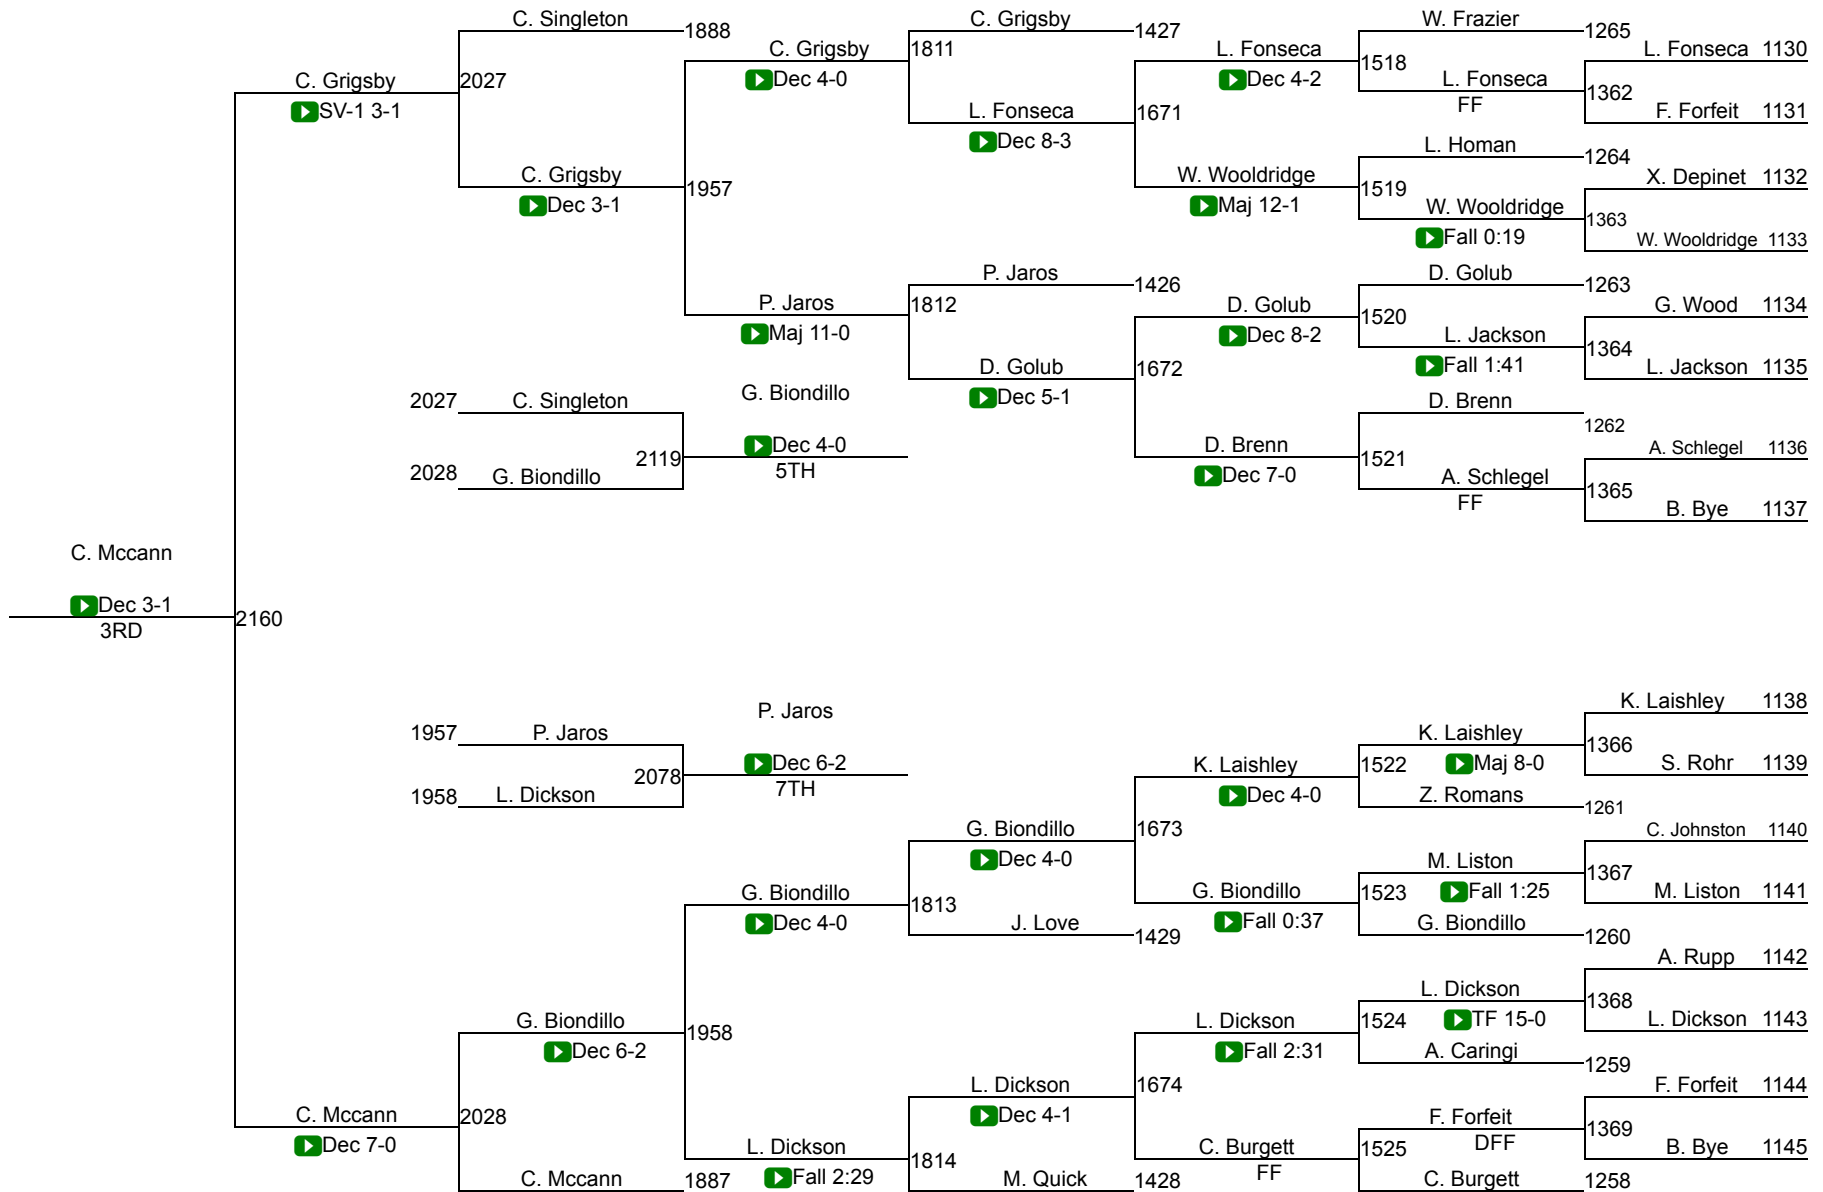 C. Singleton
1888
C. Grigsby
SV-1 3-1
2027
C. Grigsby
Dec 3-1
1957
C. Grigsby
Dec 4-0
1811
C. Grigsby
1427
L. Fonseca
Dec 8-3
1671
L. Fonseca
Dec 4-2
1518
W. Frazier
1265
L. Fonseca
FF
1362
L. Fonseca 1130
F. Forfeit 1131
W. Wooldridge
Maj 12-1
1519
L. Homan
1264
W. Wooldridge
Fall 0:19
1363
X. Depinet 1132
W. Wooldridge 1133
P. Jaros
Maj 11-0
1812
P. Jaros
1426
D. Golub
Dec 5-1
1672
D. Golub
Dec 8-2
1520
D. Golub
1263
L. Jackson
Fall 1:41
1364
G. Wood 1134
L. Jackson 1135
D. Brenn
Dec 7-0
1521
D. Brenn
1262
A. Schlegel
FF
1365
A. Schlegel 1136
B. Bye 1137
2027 C. Singleton
2028 G. Biondillo
2119
G. Biondillo
Dec 4-0
5TH
C. Mccann
Dec 3-1
3RD
2160
1957 P. Jaros
1958 L. Dickson
2078
P. Jaros
Dec 6-2
7TH
K. Laishley 1138
S. Rohr 1139
1366
K. Laishley
Maj 8-0
1522
Z. Romans
1261
K. Laishley
Dec 4-0
1673
C. Johnston 1140
M. Liston 1141
1367
M. Liston
Fall 1:25
1523
G. Biondillo
1260
G. Biondillo
Fall 0:37
G. Biondillo
Dec 4-0
1813
J. Love
1429
G. Biondillo
Dec 4-0
1958
G. Biondillo
Dec 6-2
2028
A. Rupp 1142
L. Dickson 1143
1368
L. Dickson
TF 15-0
1524
A. Caringi
1259
L. Dickson
Fall 2:31
1674
F. Forfeit 1144
B. Bye 1145
1369
F. Forfeit
DFF
1525
C. Burgett
1258
C. Burgett
FF
L. Dickson
Dec 4-1
1814
M. Quick
1428
L. Dickson
Fall 2:29
C. Mccann
Dec 7-0
C. Mccann
1887